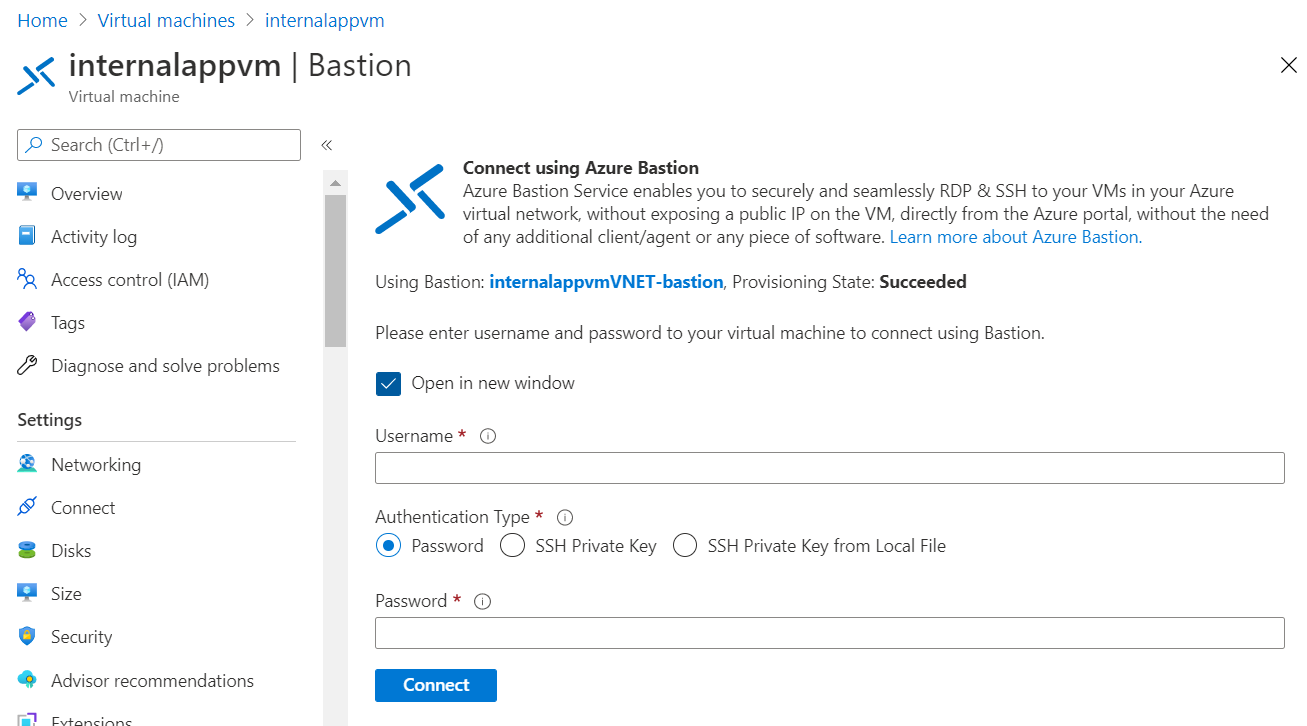 Home > Virtual machines > internalappvm
internalappvm | Bastion
Virtual machine
Search (Ctrl+/)
«
Overview
Activity log
Access control (IAM)
Tags
Diagnose and solve problems
Settings
Networking
Connect
Disks
Size
Security
Advisor recommendations
Extensions
Connect using Azure Bastion
Azure Bastion Service enables you to securely and seamlessly RDP & SSH to your VMs in your Azure
virtual network, without exposing a public IP on the VM, directly from the Azure portal, without the need
of any additional client/agent or any piece of software. Learn more about Azure Bastion.
Using Bastion: internalappvmVNET-bastion, Provisioning State: Succeeded
Please enter username and password to your virtual machine to connect using Bastion.
Open in new window
Username *
Authentication Type *
Password SSH Private Key SSH Private Key from Local File
Password *
Connect